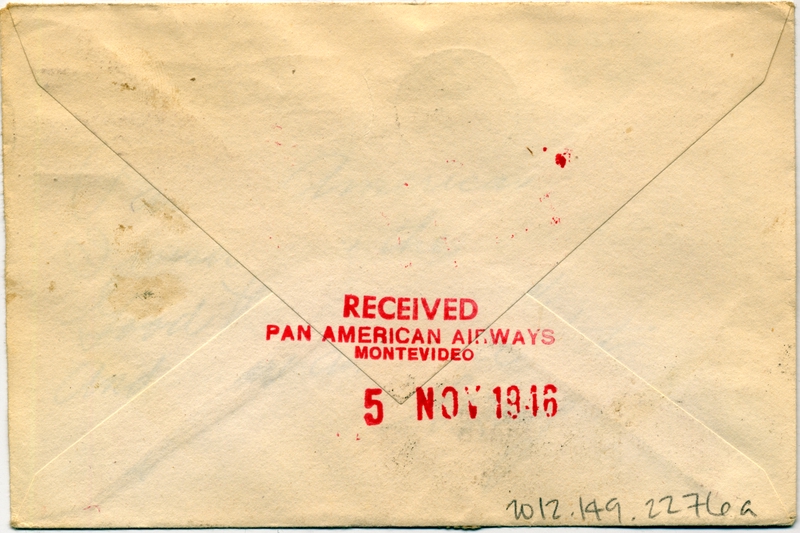 RECEIVED
PAN AMERICAN AIRWAYS
MONTEVIDEO
5 NOV 1946
2012.149.2276a